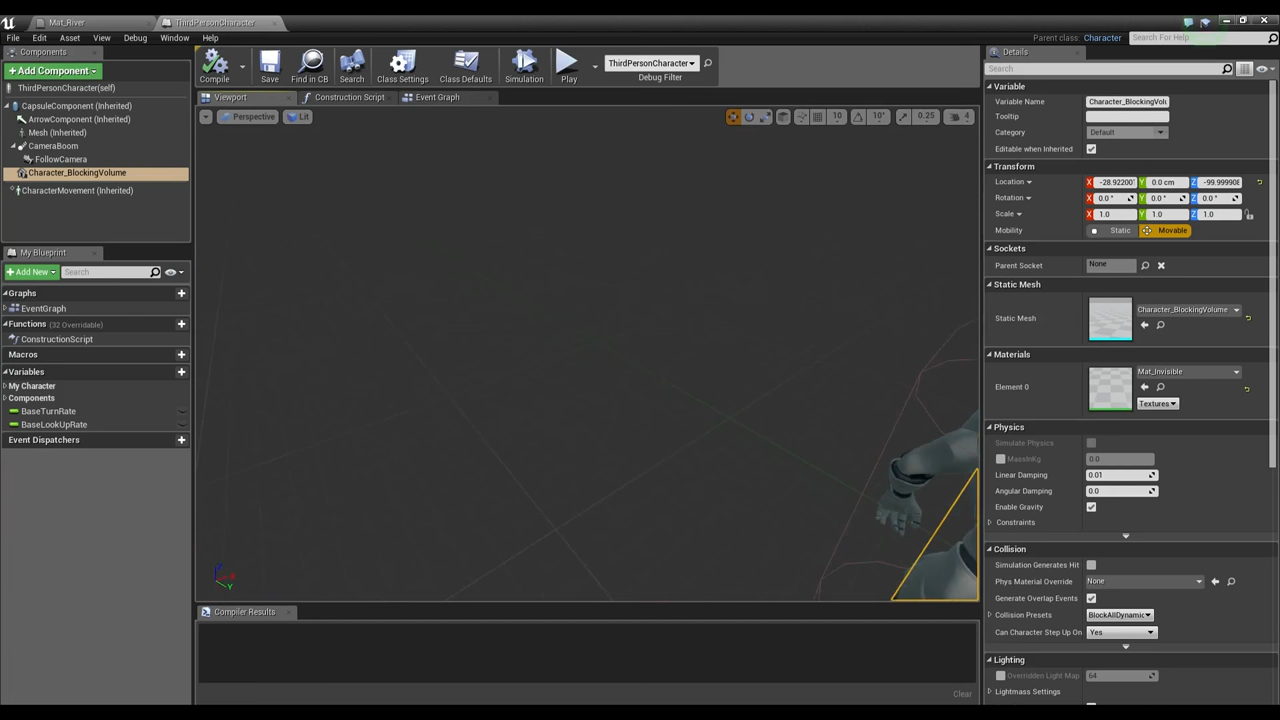 Mat_River
ThirdPersonCharacter
File Edit Asset View Debug Window Help
Parent class: Character
Search For Help
Components
+Add Component
ThirdPersonCharacter(self)
CapsuleComponent (Inherited)
ArrowComponent (Inherited)
Mesh (Inherited)
CameraBoom
FollowCamera
Character_BlockingVolume
CharacterMovement (Inherited)
My Blueprint
+Add New
Search
Graphs
EventGraph
Functions (32 Overridable)
ConstructionScript
Macros
Variables
My Character
Components
BaseTurnRate
BaseLookUpRate
Event Dispatchers
Compile Save Find in CB Search Class Settings Class Defaults Simulation Play
ThirdPersonCharacter
Debug Filter
Viewport Construction Script Event Graph
Perspective Lit
10 10° 0.25 4
X Z Y
Compiler Results
Clear
Details
Search
Variable
Variable Name Character_BlockingVolu
Tooltip
Category Default
Editable when Inherited
Transform
Location X -28.92200 Y 0.0 cm Z -99.99990
Rotation X 0.0 ° Y 0.0 ° Z 0.0 °
Scale X 1.0 Y 1.0 Z 1.0
Mobility Static Movable
Sockets
Parent Socket None
Static Mesh
Static Mesh Character_BlockingVolume
Materials
Element 0 Mat_Invisible
Textures
Physics
Simulate Physics
MassInKg 0.0
Linear Damping 0.01
Angular Damping 0.0
Enable Gravity
Constraints
Collision
Simulation Generates Hit
Phys Material Override None
Generate Overlap Events
Collision Presets BlockAllDynamic
Can Character Step Up On Yes
Lighting
Overridden Light Map 64
Lightmass Settings